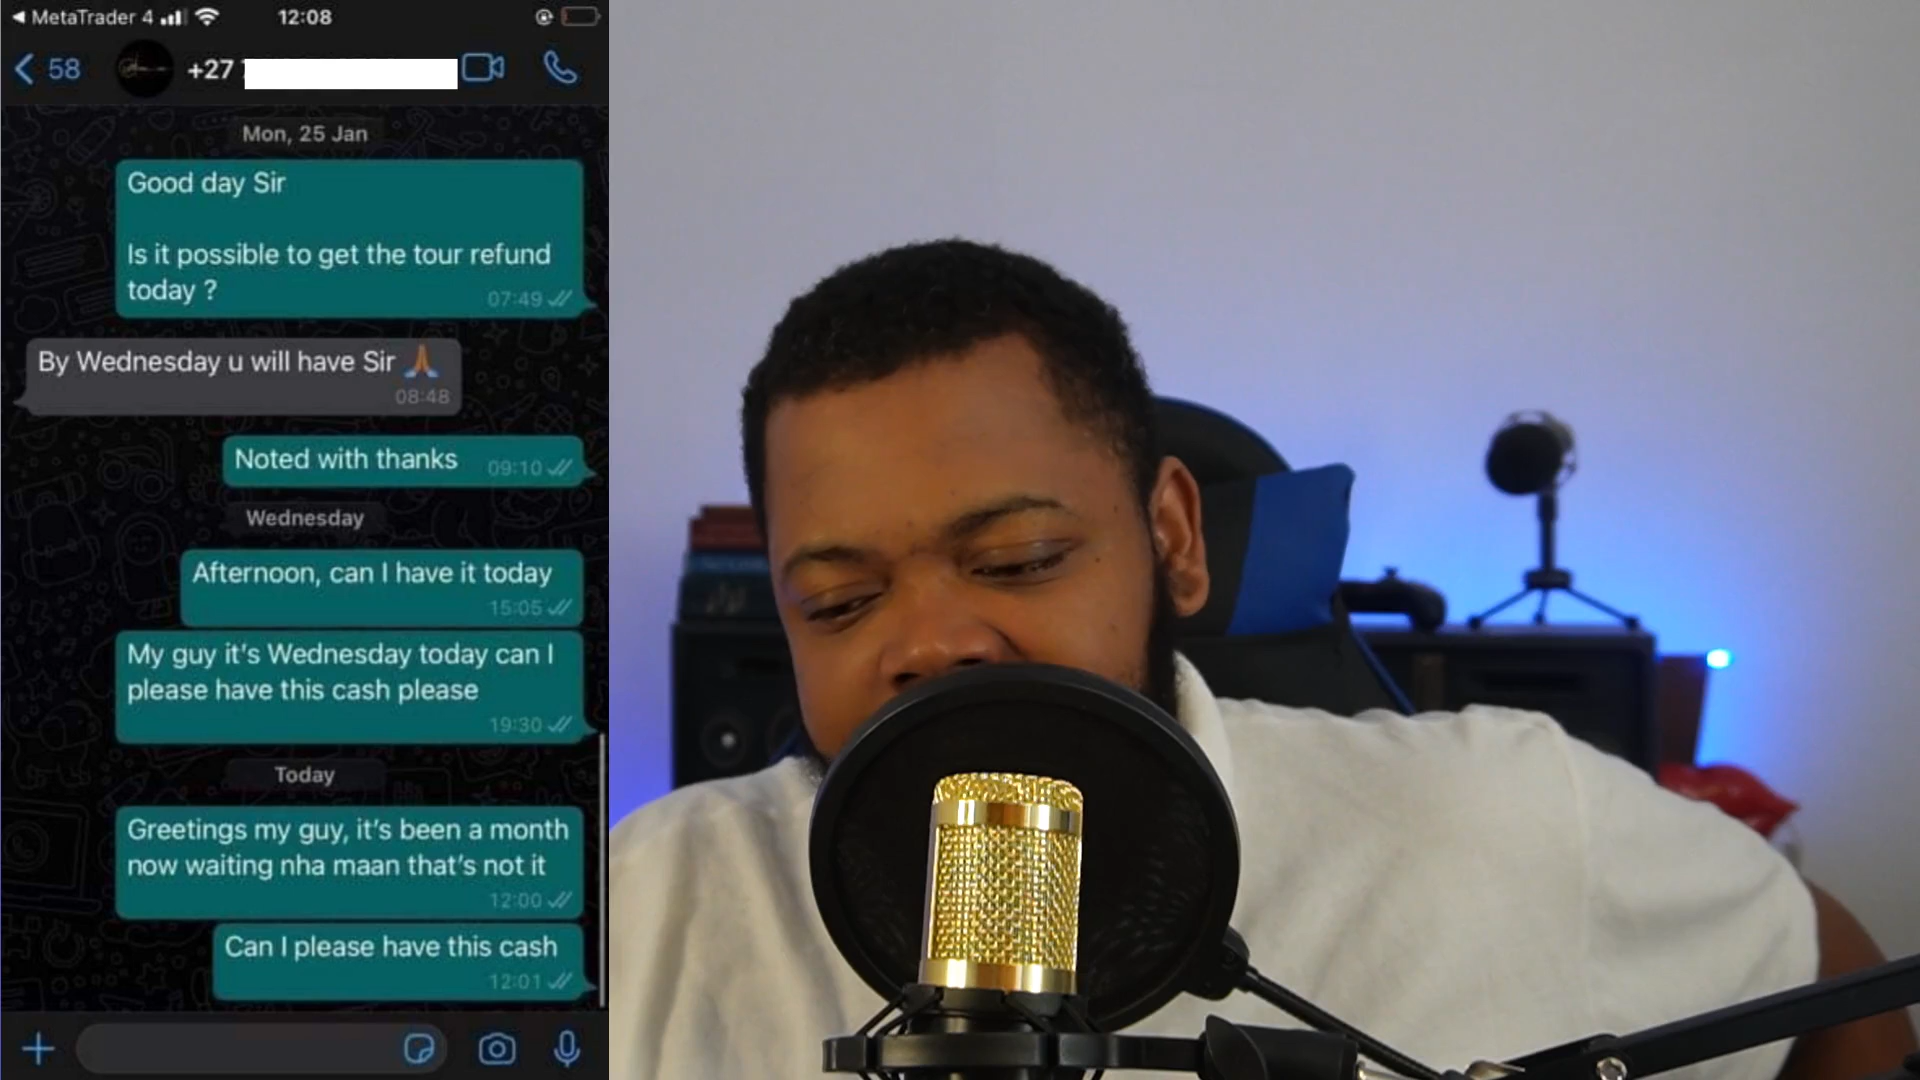 MetaTrader 4
12:08
58
+27
Mon, 25 Jan
Good day Sir
Is it possible to get the tour refund
today ?
07:49
By Wednesday u will have Sir 🙏
08:48
Noted with thanks
09:10
Wednesday
Afternoon, can I have it today
15:05
My guy it's Wednesday today can I
please have this cash please
19:30
Today
Greetings my guy, it's been a month
now waiting nha maan that's not it
12:00
Can I please have this cash
12:01